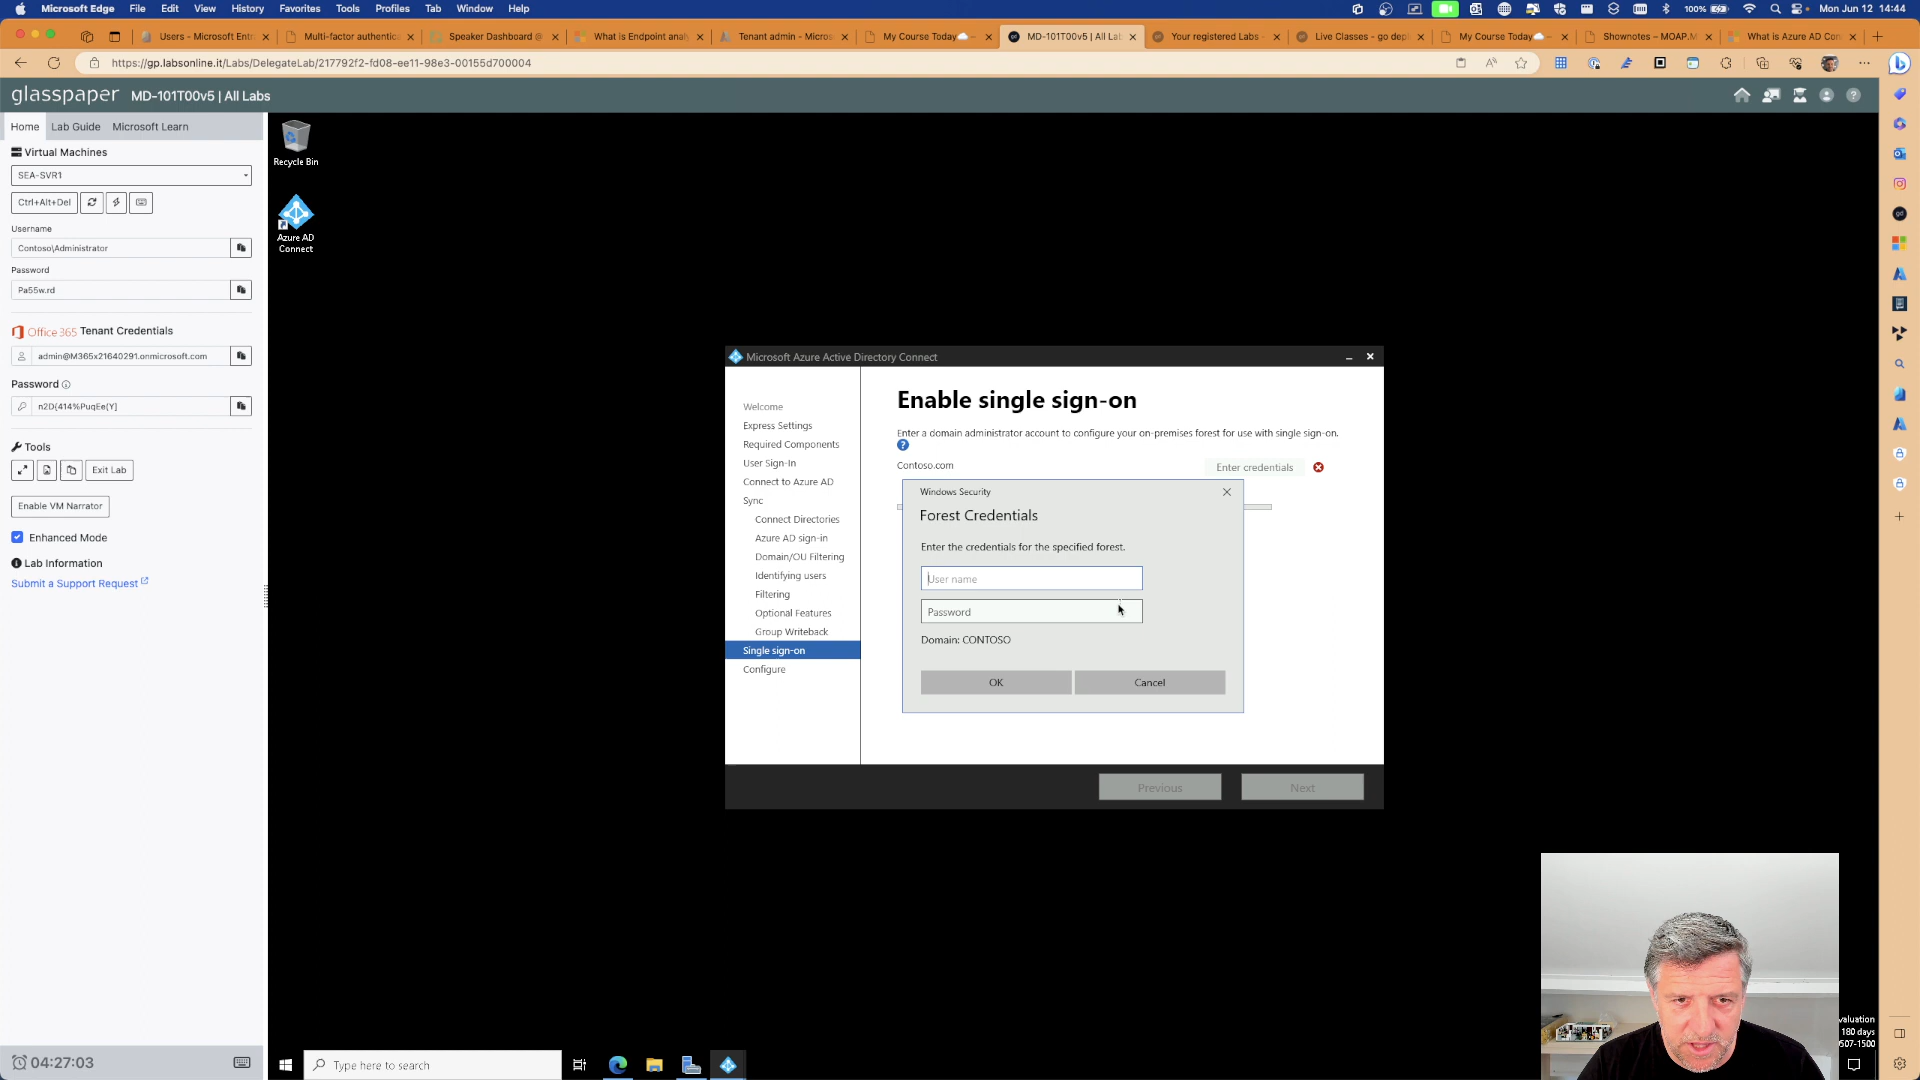 Microsoft Edge File Edit View History Favorites Tools Profiles Tab Window Help 100% Mon Jun 12 14:44
Users - Microsoft Entr Multi-factor authentica Speaker Dashboard @ What is Endpoint analy Tenant admin - Micros My Course Today MD-101T00v5 | All Lab Your registered Labs - Live Classes - go dep My Course Today Shownotes – MOAP.M What is Azure AD Con
https://gp.labsonline.it/Labs/DelegateLab/217792f2-fd08-ee11-98e3-00155d700004
glasspaper MD-101T00v5 | All Labs
Home Lab Guide Microsoft Learn
Virtual Machines
SEA-SVR1
Ctrl+Alt+Del
Username
Contoso\Administrator
Password
Pa55w.rd
Office 365 Tenant Credentials
admin@M365x21640291.onmicrosoft.com
Password
n2D{414%PuqEe(Y]
Tools
Exit Lab
Enable VM Narrator
Enhanced Mode
Lab Information
Submit a Support Request
04:27:03
Recycle Bin
Azure AD
Connect
Microsoft Azure Active Directory Connect
Welcome
Express Settings
Required Components
User Sign-In
Connect to Azure AD
Sync
Connect Directories
Azure AD sign-in
Domain/OU Filtering
Identifying users
Filtering
Optional Features
Group Writeback
Single sign-on
Configure
Enable single sign-on
Enter a domain administrator account to configure your on-premises forest for use with single sign-on.
?
Contoso.com Enter credentials
Windows Security
Forest Credentials
Enter the credentials for the specified forest.
User name
Password
Domain: CONTOSO
OK Cancel
Previous Next
valuation
180 days
507-1500
Type here to search